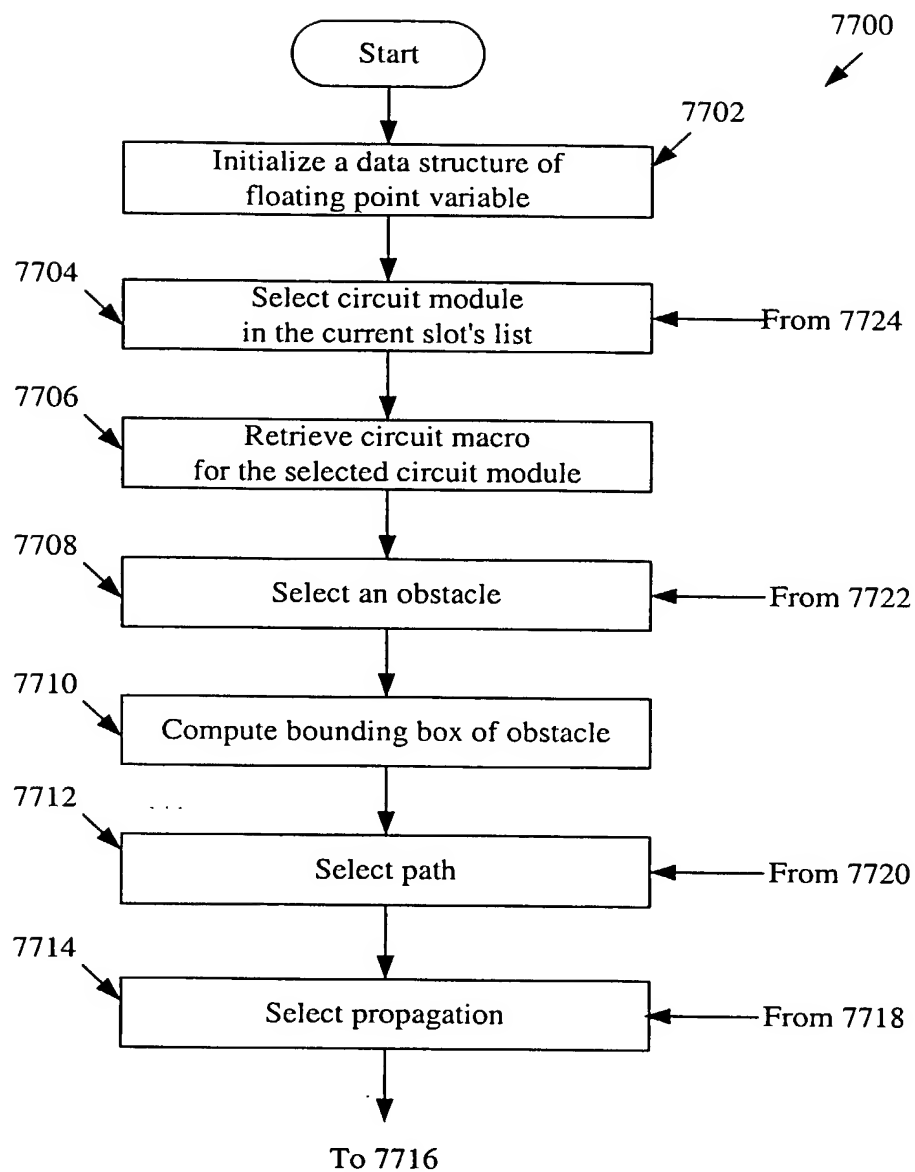 7700
Start
7702
Initialize a data structure of
floating point variable
7704
Select circuit module
in the current slot's list
From 7724
7706
Retrieve circuit macro
for the selected circuit module
7708
Select an obstacle
From 7722
7710
Compute bounding box of obstacle
7712
Select path
From 7720
7714
Select propagation
From 7718
To 7716